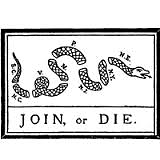 S.C.
N.C.
V.
M.
P.
N.J.
N.Y.
N.E.
JOIN, or DIE.